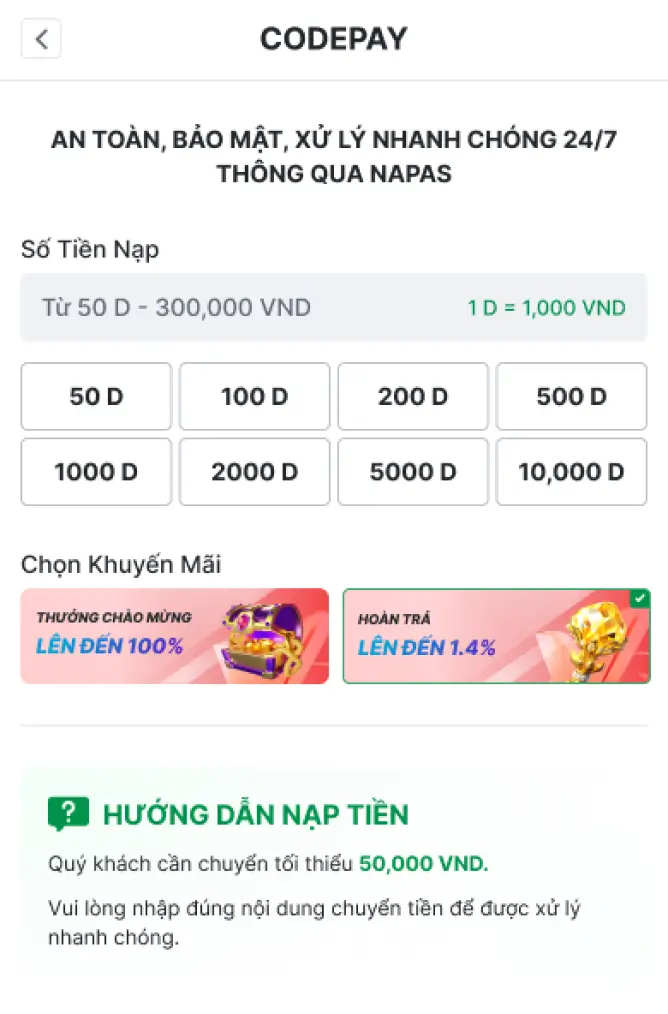 CODEPAY
AN TOÀN, BẢO MẬT, XỬ LÝ NHANH CHÓNG 24/7
THÔNG QUA NAPAS
Số Tiền Nạp
Từ 50 D - 300,000 VND 1 D = 1,000 VND
50 D 100 D 200 D 500 D
1000 D 2000 D 5000 D 10,000 D
Chọn Khuyến Mãi
THƯỞNG CHÀO MỪNG
LÊN ĐẾN 100%
HOÀN TRẢ
LÊN ĐẾN 1.4%
HƯỚNG DẪN NẠP TIỀN
Quý khách cần chuyển tối thiểu 50,000 VND.
Vui lòng nhập đúng nội dung chuyển tiền để được xử lý
nhanh chóng.